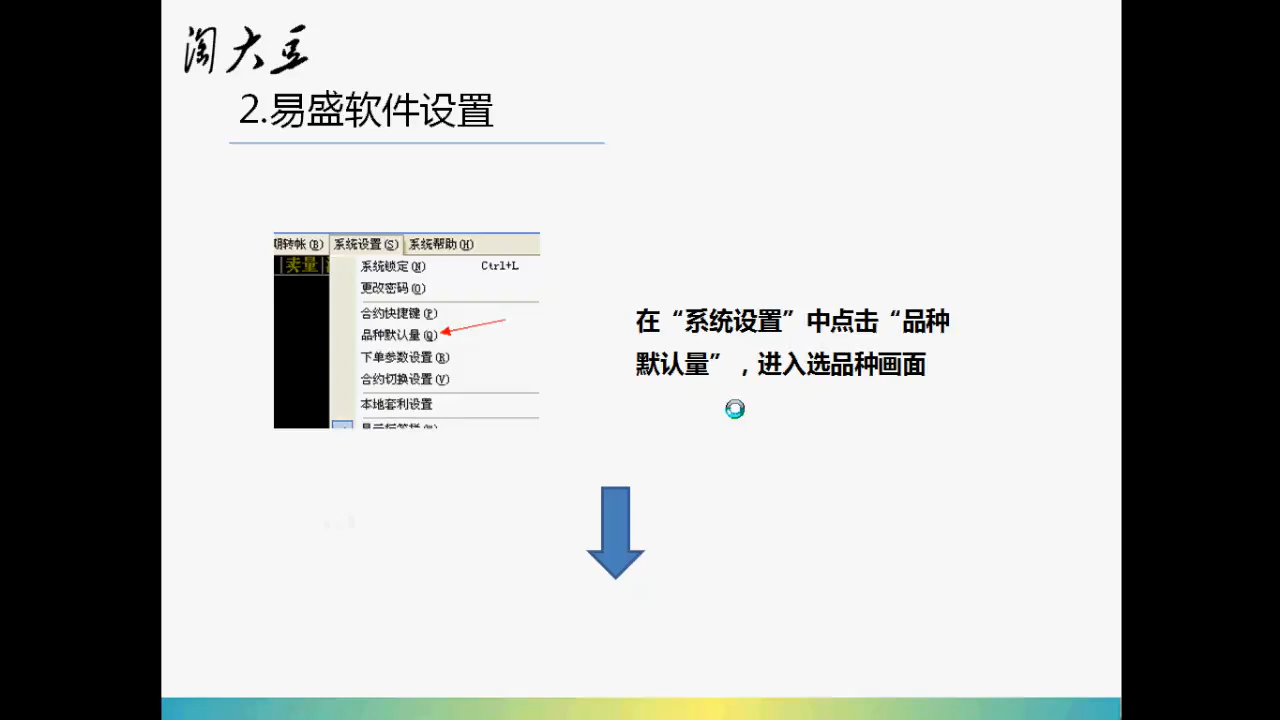 淘大豆
2.易盛软件设置
期转帐(B) 系统设置(S) 系统帮助(H)
卖量
系统锁定(N) Ctrl+L
更改密码(O)
合约快捷键(P)
品种默认量(Q)
下单参数设置(R)
合约切换设置(V)
本地套利设置
在“系统设置”中点击“品种
默认量”，进入选品种画面